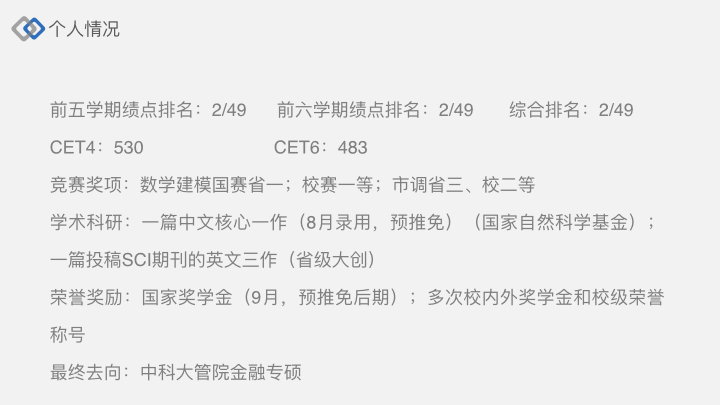 个人情况
前五学期绩点排名：2/49 前六学期绩点排名：2/49 综合排名：2/49
CET4：530 CET6：483
竞赛奖项：数学建模国赛省一；校赛一等；市调省三、校二等
学术科研：一篇中文核心一作（8月录用，预推免）（国家自然科学基金）；
一篇投稿SCI期刊的英文三作（省级大创）
荣誉奖励：国家奖学金（9月，预推免后期）；多次校内外奖学金和校级荣誉
称号
最终去向：中科大管院金融专硕